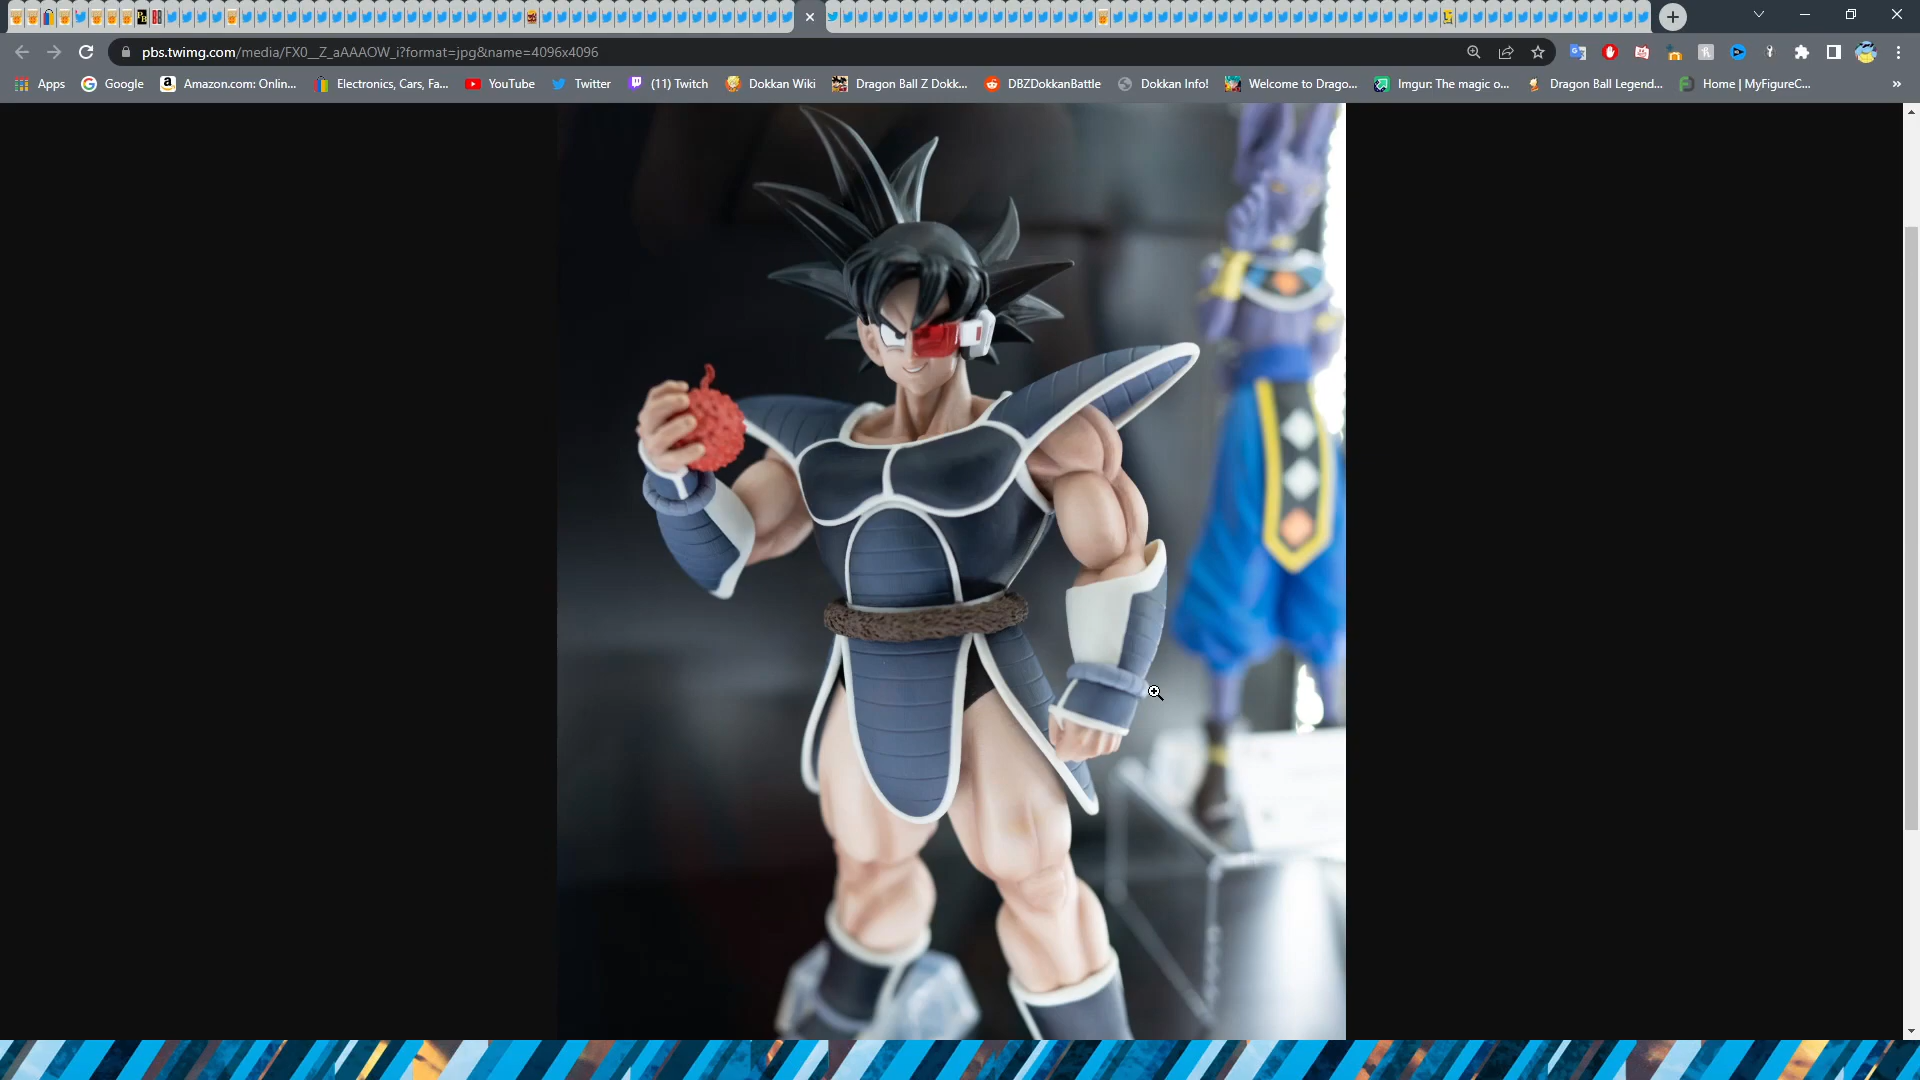 pbs.twimg.com/media/FX0__Z_aAAAOW_i?format=jpg&name=4096x4096
Apps Google Amazon.com: Onlin... Electronics, Cars, Fa... YouTube Twitter (11) Twitch Dokkan Wiki Dragon Ball Z Dokk... DBZDokkanBattle Dokkan Info! Welcome to Drago... Imgur: The magic o... Dragon Ball Legend... Home | MyFigureC... »